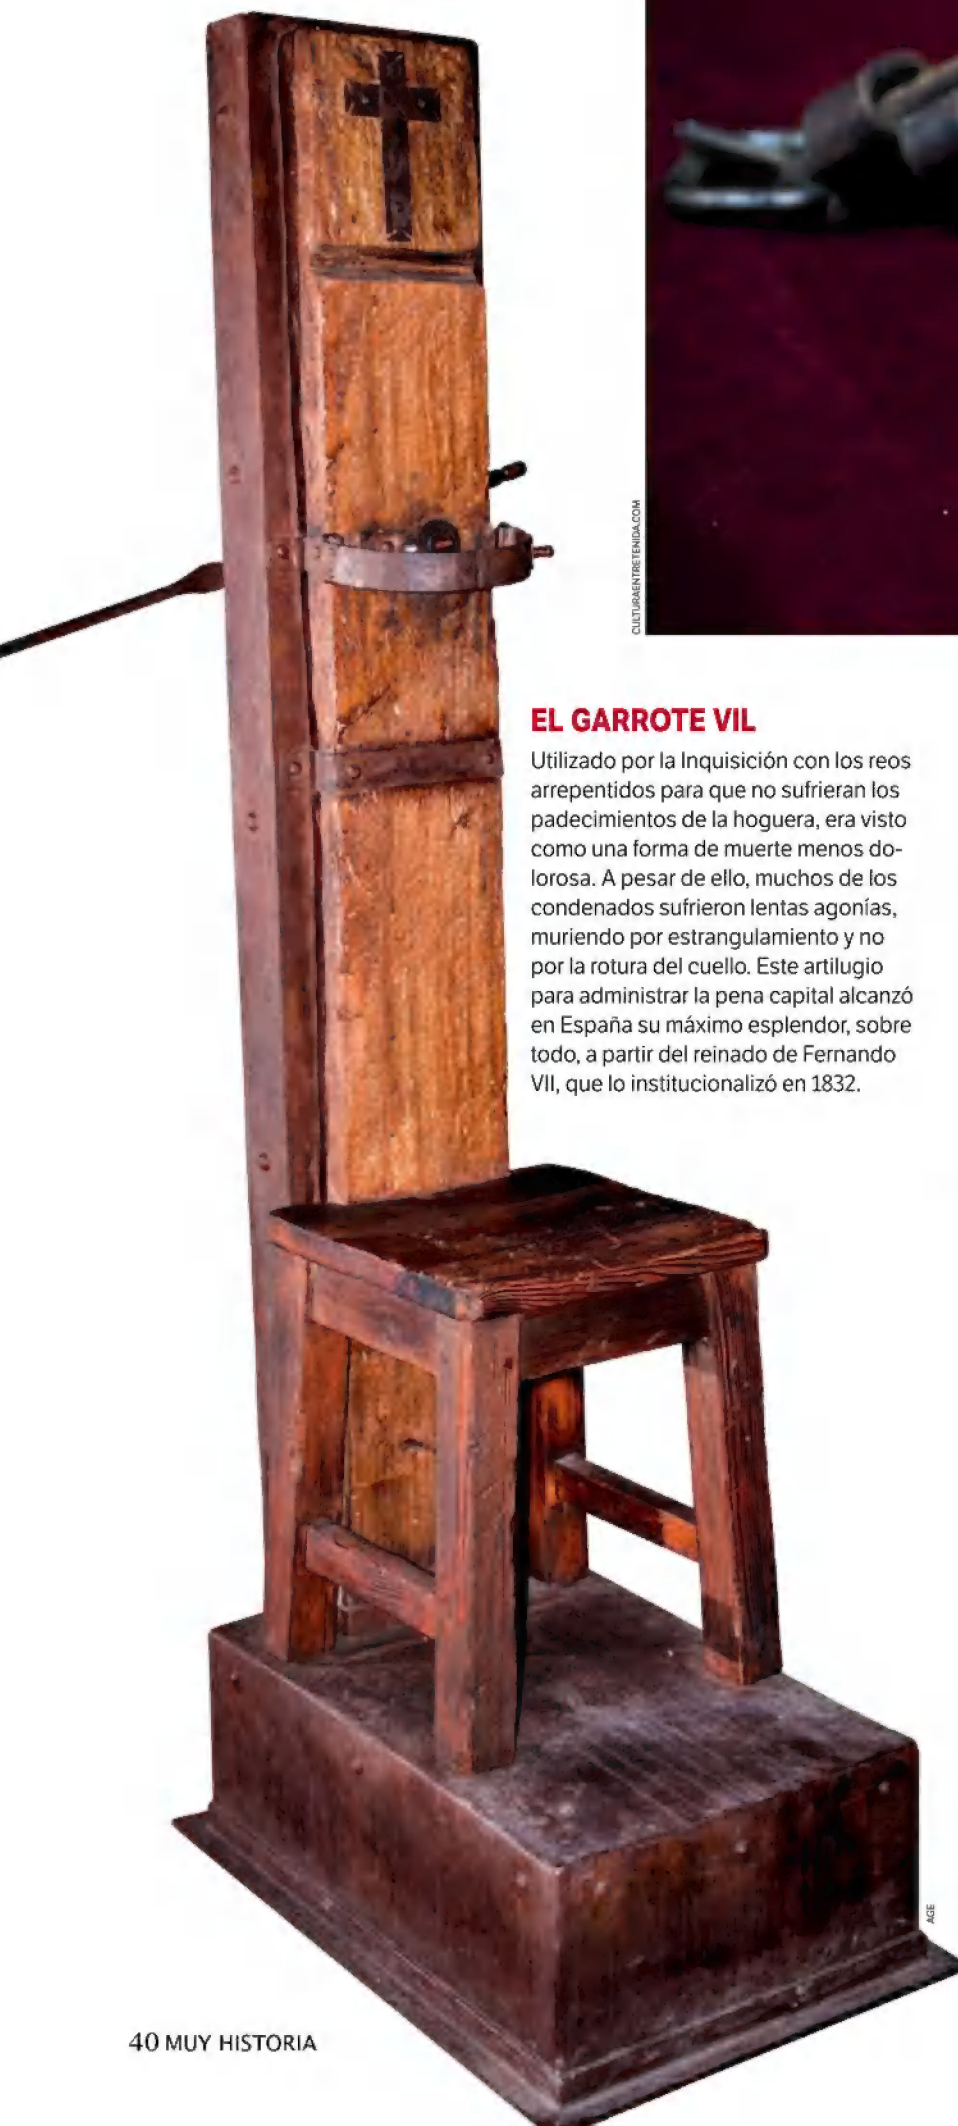 CULTURAENTRETENIDA.COM
EL GARROTE VIL
Utilizado por la Inquisición con los reos
arrepentidos para que no sufrieran los
padecimientos de la hoguera, era visto
como una forma de muerte menos do-
lorosa. A pesar de ello, muchos de los
condenados sufrieron lentas agonías,
muriendo por estrangulamiento y no
por la rotura del cuello. Este artilugio
para administrar la pena capital alcanzó
en España su máximo esplendor, sobre
todo, a partir del reinado de Fernando
VII, que lo institucionalizó en 1832.
AGE
40 MUY HISTORIA